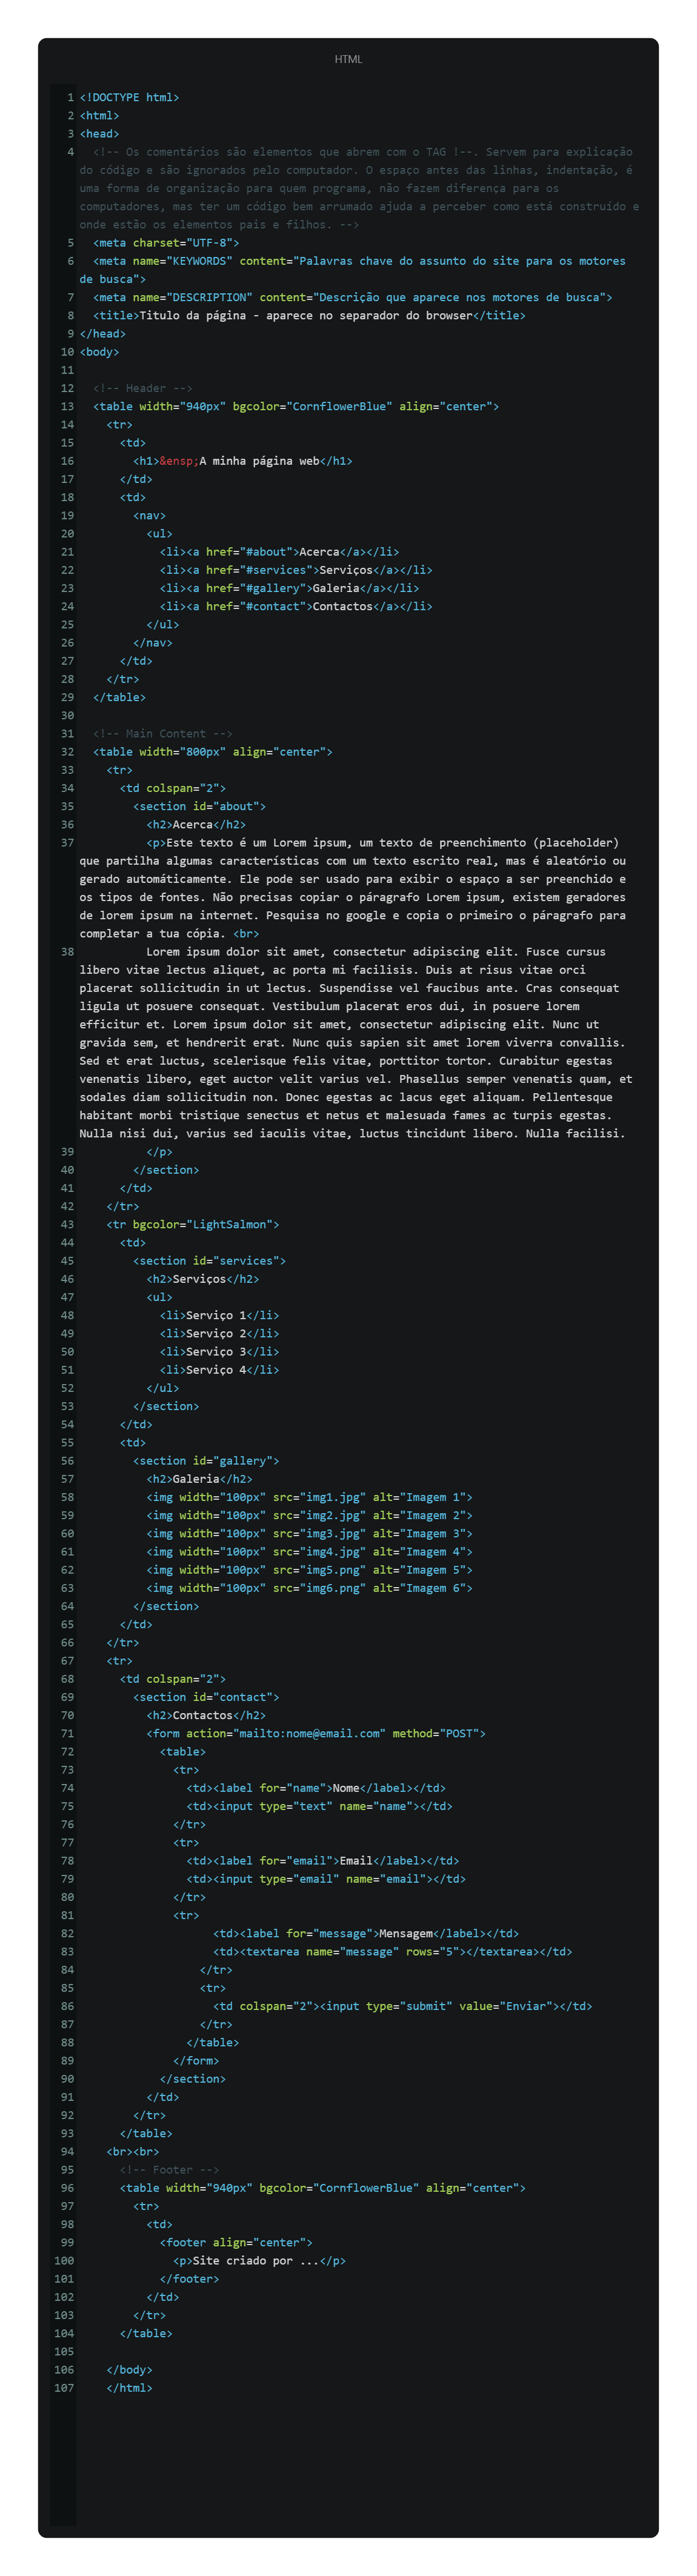 HTML
1 <!DOCTYPE html>
2 <html>
3 <head>
4   <!-- Os comentários são elementos que abrem com o TAG !--. Servem para explicação
do código e são ignorados pelo computador. O espaço antes das linhas, indentação, é
uma forma de organização para quem programa, não fazem diferença para os
computadores, mas ter um código bem arrumado ajuda a perceber como está construído e
onde estão os elementos pais e filhos. -->
5   <meta charset="UTF-8">
6   <meta name="KEYWORDS" content="Palavras chave do assunto do site para os motores
de busca">
7   <meta name="DESCRIPTION" content="Descrição que aparece nos motores de busca">
8   <title>Titulo da página - aparece no separador do browser</title>
9 </head>
10 <body>
11
12   <!-- Header -->
13   <table width="940px" bgcolor="CornflowerBlue" align="center">
14     <tr>
15       <td>
16         <h1>&ensp;A minha página web</h1>
17       </td>
18       <td>
19         <nav>
20           <ul>
21             <li><a href="#about">Acerca</a></li>
22             <li><a href="#services">Serviços</a></li>
23             <li><a href="#gallery">Galeria</a></li>
24             <li><a href="#contact">Contactos</a></li>
25           </ul>
26         </nav>
27       </td>
28     </tr>
29   </table>
30
31   <!-- Main Content -->
32   <table width="800px" align="center">
33     <tr>
34       <td colspan="2">
35         <section id="about">
36           <h2>Acerca</h2>
37           <p>Este texto é um Lorem ipsum, um texto de preenchimento (placeholder)
que partilha algumas características com um texto escrito real, mas é aleatório ou
gerado automáticamente. Ele pode ser usado para exibir o espaço a ser preenchido e
os tipos de fontes. Não precisas copiar o páragrafo Lorem ipsum, existem geradores
de lorem ipsum na internet. Pesquisa no google e copia o primeiro o páragrafo para
completar a tua cópia. <br>
38           Lorem ipsum dolor sit amet, consectetur adipiscing elit. Fusce cursus
libero vitae lectus aliquet, ac porta mi facilisis. Duis at risus vitae orci
placerat sollicitudin in ut lectus. Suspendisse vel faucibus ante. Cras consequat
ligula ut posuere consequat. Vestibulum placerat eros dui, in posuere lorem
efficitur et. Lorem ipsum dolor sit amet, consectetur adipiscing elit. Nunc ut
gravida sem, et hendrerit erat. Nunc quis sapien sit amet lorem viverra convallis.
Sed et erat luctus, scelerisque felis vitae, porttitor tortor. Curabitur egestas
venenatis libero, eget auctor velit varius vel. Phasellus semper venenatis quam, et
sodales diam sollicitudin non. Donec egestas ac lacus eget aliquam. Pellentesque
habitant morbi tristique senectus et netus et malesuada fames ac turpis egestas.
Nulla nisi dui, varius sed iaculis vitae, luctus tincidunt libero. Nulla facilisi.
39           </p>
40         </section>
41       </td>
42     </tr>
43     <tr bgcolor="LightSalmon">
44       <td>
45         <section id="services">
46           <h2>Serviços</h2>
47           <ul>
48             <li>Serviço 1</li>
49             <li>Serviço 2</li>
50             <li>Serviço 3</li>
51             <li>Serviço 4</li>
52           </ul>
53         </section>
54       </td>
55       <td>
56         <section id="gallery">
57           <h2>Galeria</h2>
58           <img width="100px" src="img1.jpg" alt="Imagem 1">
59           <img width="100px" src="img2.jpg" alt="Imagem 2">
60           <img width="100px" src="img3.jpg" alt="Imagem 3">
61           <img width="100px" src="img4.jpg" alt="Imagem 4">
62           <img width="100px" src="img5.png" alt="Imagem 5">
63           <img width="100px" src="img6.png" alt="Imagem 6">
64         </section>
65       </td>
66     </tr>
67     <tr>
68       <td colspan="2">
69         <section id="contact">
70           <h2>Contactos</h2>
71           <form action="mailto:nome@email.com" method="POST">
72             <table>
73               <tr>
74                 <td><label for="name">Nome</label></td>
75                 <td><input type="text" name="name"></td>
76               </tr>
77               <tr>
78                 <td><label for="email">Email</label></td>
79                 <td><input type="email" name="email"></td>
80               </tr>
81               <tr>
82                     <td><label for="message">Mensagem</label></td>
83                     <td><textarea name="message" rows="5"></textarea></td>
84                   </tr>
85                   <tr>
86                     <td colspan="2"><input type="submit" value="Enviar"></td>
87                   </tr>
88                 </table>
89               </form>
90             </section>
91           </td>
92         </tr>
93       </table>
94     <br><br>
95       <!-- Footer -->
96       <table width="940px" bgcolor="CornflowerBlue" align="center">
97         <tr>
98           <td>
99             <footer align="center">
100               <p>Site criado por ...</p>
101             </footer>
102           </td>
103         </tr>
104       </table>
105
106     </body>
107     </html>